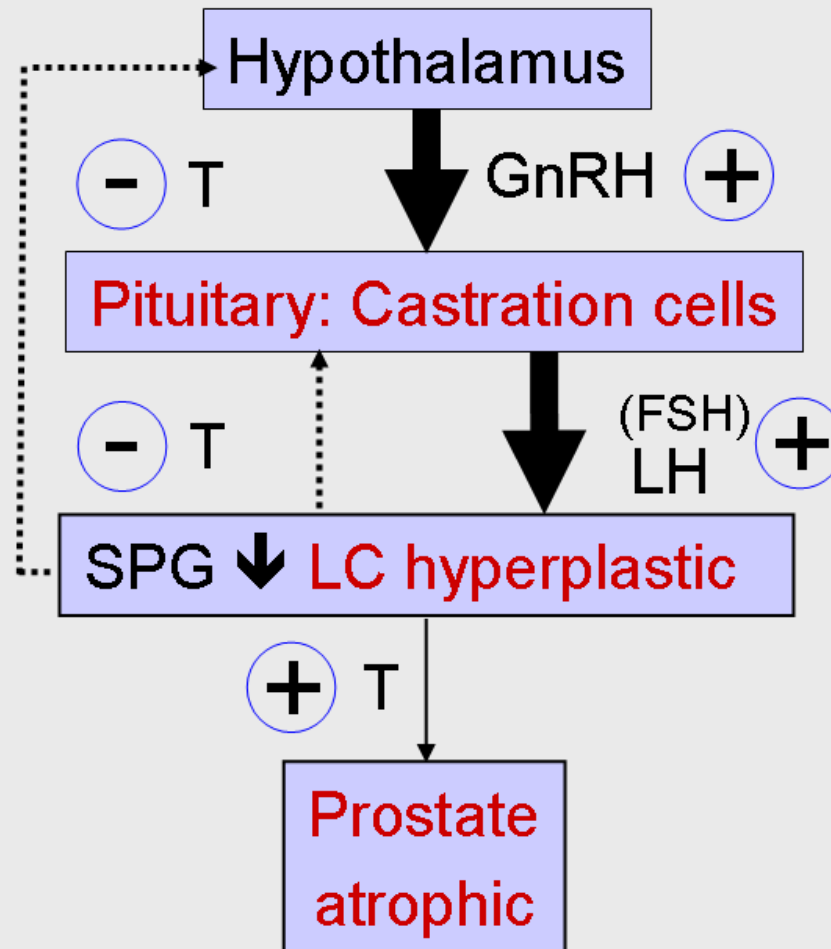 Hypothalamus
- T
GnRH +
Pituitary: Castration cells
- T
(FSH)
LH +
SPG 🡻 LC hyperplastic
+ T
Prostate
atrophic